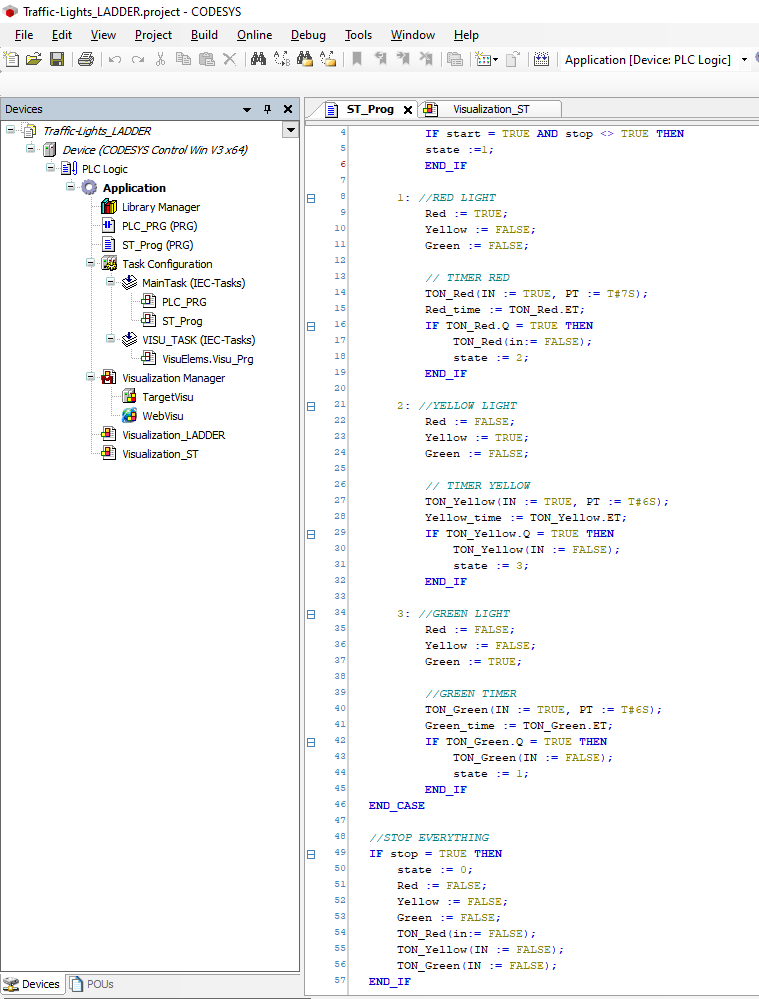 Traffic-Lights_LADDER.project - CODESYS
File Edit View Project Build Online Debug Tools Window Help
Application [Device: PLC Logic]
Devices
Traffic-Lights_LADDER
Device (CODESYS Control Win V3 x64)
PLC Logic
Application
Library Manager
PLC_PRG (PRG)
ST_Prog (PRG)
Task Configuration
MainTask (IEC-Tasks)
PLC_PRG
ST_Prog
VISU_TASK (IEC-Tasks)
VisuElems.Visu_Prg
Visualization Manager
TargetVisu
WebVisu
Visualization_LADDER
Visualization_ST
Devices POUs
ST_Prog Visualization_ST
4 IF start = TRUE AND stop <> TRUE THEN
5 state :=1;
6 END_IF
7
8 1: //RED LIGHT
9 Red := TRUE;
10 Yellow := FALSE;
11 Green := FALSE;
12
13 // TIMER RED
14 TON_Red(IN := TRUE, PT := T#7S);
15 Red_time := TON_Red.ET;
16 IF TON_Red.Q = TRUE THEN
17 TON_Red(in:= FALSE);
18 state := 2;
19 END_IF
20
21 2: //YELLOW LIGHT
22 Red := FALSE;
23 Yellow := TRUE;
24 Green := FALSE;
25
26 // TIMER YELLOW
27 TON_Yellow(IN := TRUE, PT := T#6S);
28 Yellow_time := TON_Yellow.ET;
29 IF TON_Yellow.Q = TRUE THEN
30 TON_Yellow(IN := FALSE);
31 state := 3;
32 END_IF
33
34 3: //GREEN LIGHT
35 Red := FALSE;
36 Yellow := FALSE;
37 Green := TRUE;
38
39 //GREEN TIMER
40 TON_Green(IN := TRUE, PT := T#6S);
41 Green_time := TON_Green.ET;
42 IF TON_Green.Q = TRUE THEN
43 TON_Green(IN := FALSE);
44 state := 1;
45 END_IF
46 END_CASE
47
48 //STOP EVERYTHING
49 IF stop = TRUE THEN
50 state := 0;
51 Red := FALSE;
52 Yellow := FALSE;
53 Green := FALSE;
54 TON_Red(in:= FALSE);
55 TON_Yellow(IN := FALSE);
56 TON_Green(IN := FALSE);
57 END_IF